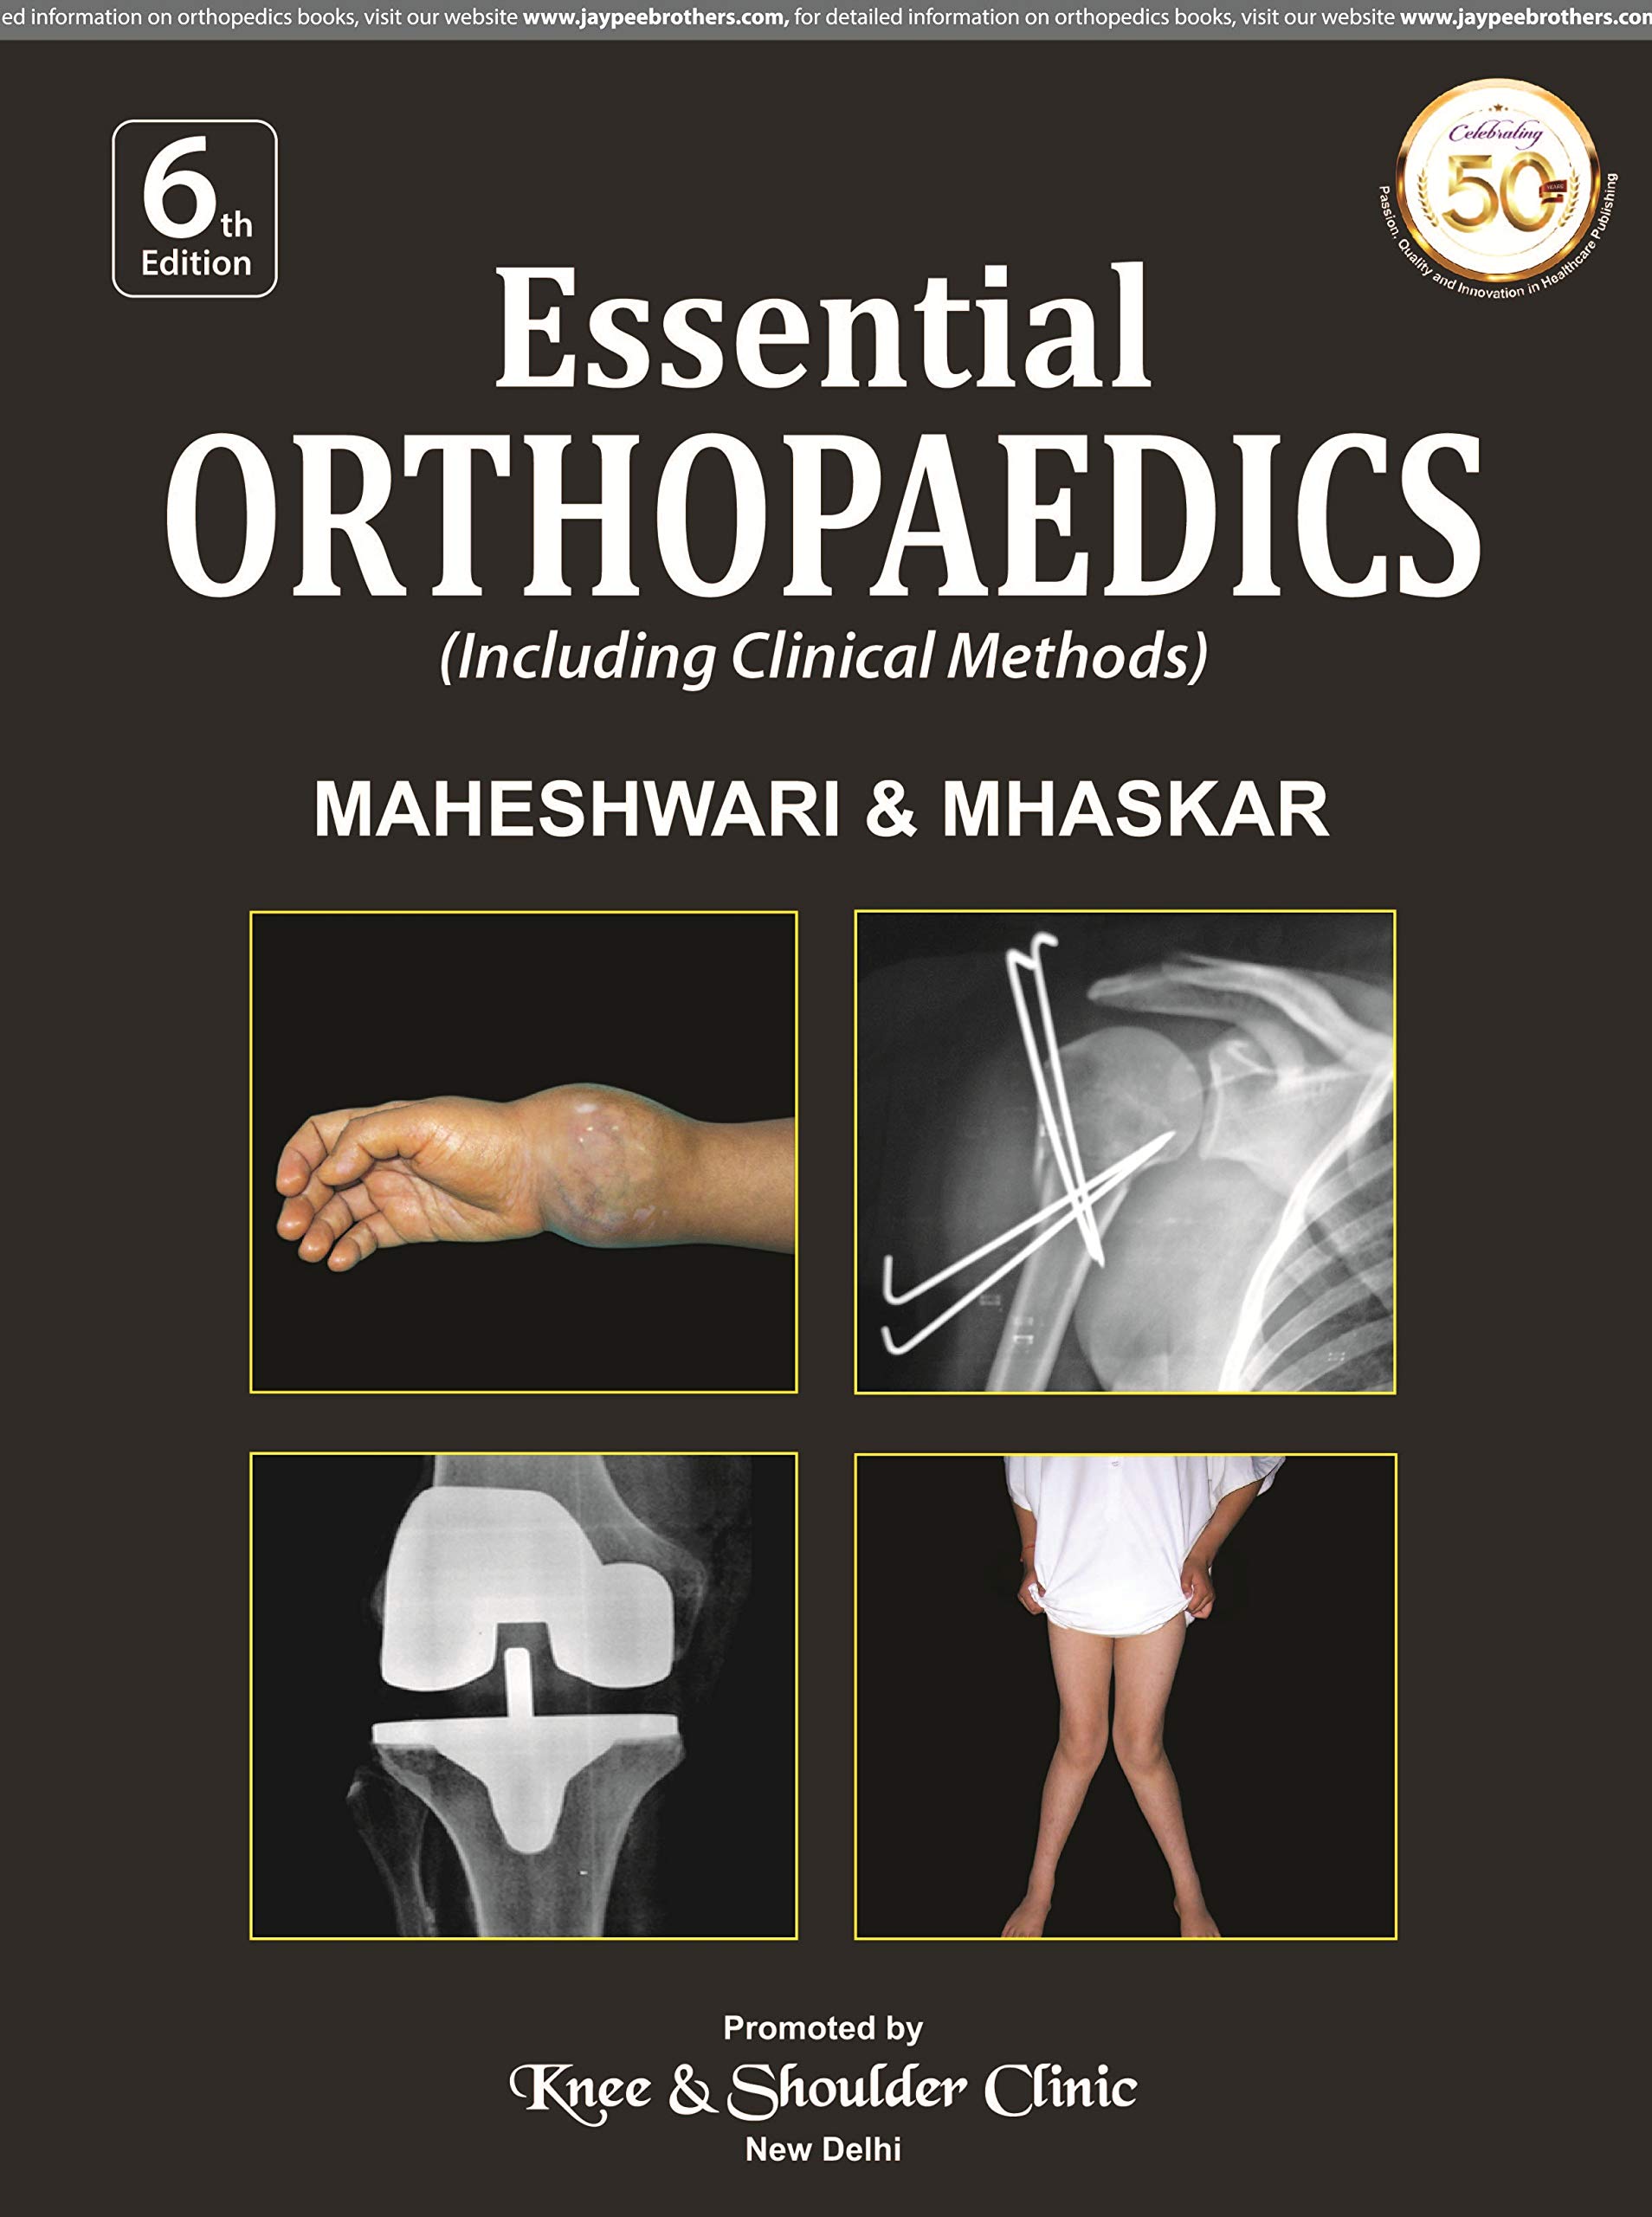 ed information on orthopedics books, visit our website www.jaypeebrothers.com, for detailed information on orthopedics books, visit our website www.jaypeebrothers.com
6th
Edition
Celebrating
50
YEARS
Passion, Quality and Innovation in Healthcare Publishing
Essential
ORTHOPAEDICS
(Including Clinical Methods)
MAHESHWARI & MHASKAR
Promoted by
Knee & Shoulder Clinic
New Delhi